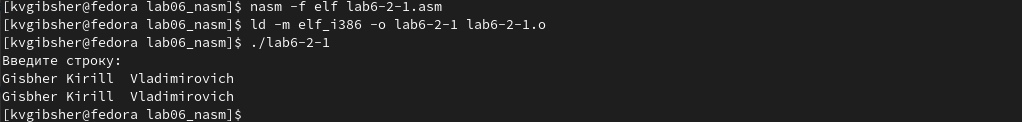 [kvgibsher@fedora lab06_nasm]$ nasm -f elf lab6-2-1.asm
[kvgibsher@fedora lab06_nasm]$ ld -m elf_i386 -o lab6-2-1 lab6-2-1.o
[kvgibsher@fedora lab06_nasm]$ ./lab6-2-1
Введите строку:
Gisbher Kirill  Vladimirovich
Gisbher Kirill  Vladimirovich
[kvgibsher@fedora lab06_nasm]$